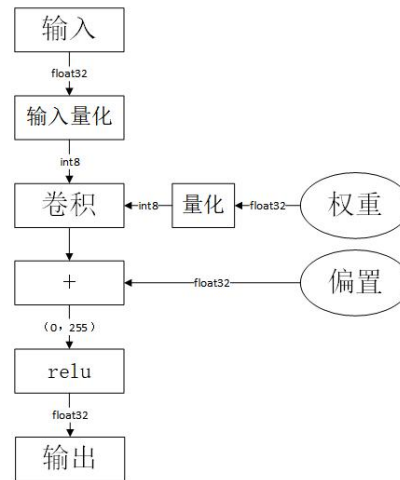 输入
float32
输入量化
int8
卷积
int8
量化
float32
权重
+
float32
偏置
(0, 255)
relu
float32
输出